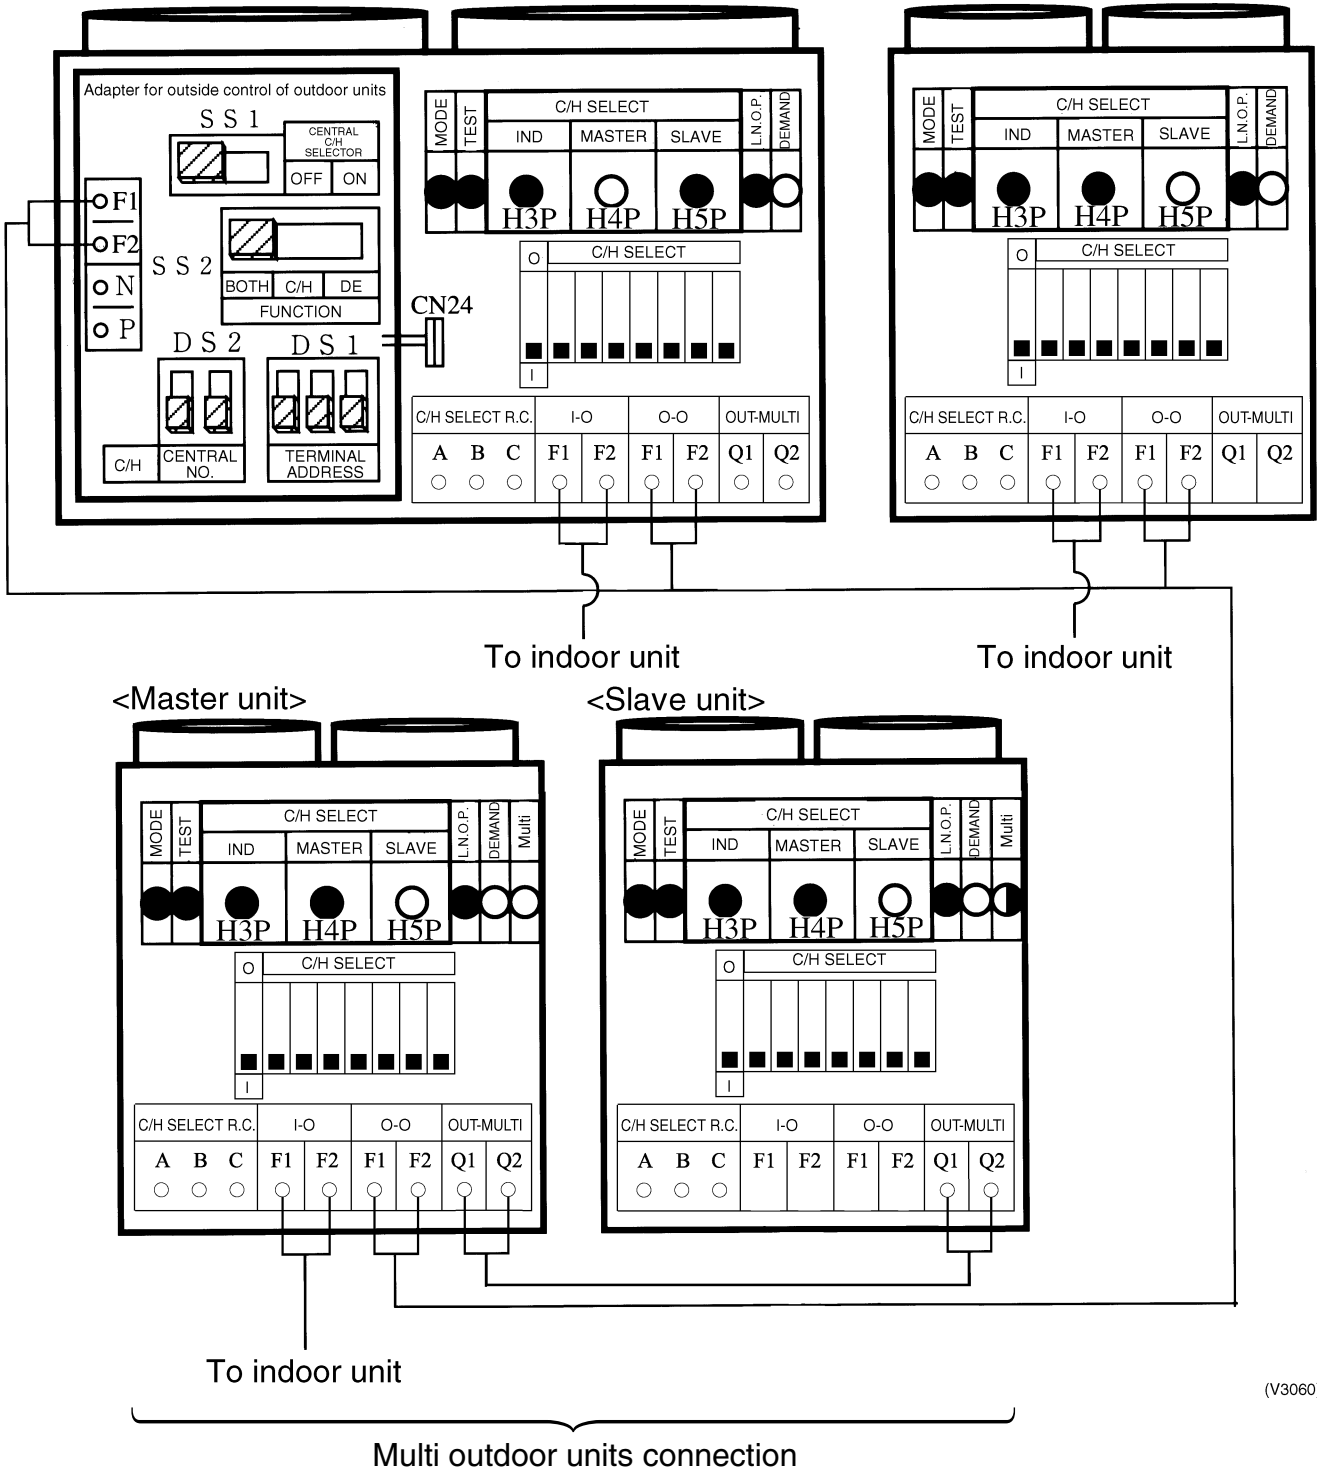 Adapter for outside control of outdoor units
SS1
CENTRAL
C/H
SELECTOR
OFF ON
F1
F2
N
P
SS2
BOTH C/H DE
FUNCTION
DS2 DS1
C/H
CENTRAL
NO.
TERMINAL
ADDRESS
CN24
MODE TEST C/H SELECT L.N.O.P. DEMAND
IND MASTER SLAVE
H3P H4P H5P
O C/H SELECT
I
C/H SELECT R.C. I-O O-O OUT-MULTI
A B C F1 F2 F1 F2 Q1 Q2
To indoor unit
MODE TEST C/H SELECT L.N.O.P. DEMAND
IND MASTER SLAVE
H3P H4P H5P
O C/H SELECT
I
C/H SELECT R.C. I-O O-O OUT-MULTI
A B C F1 F2 F1 F2 Q1 Q2
To indoor unit
<Master unit>
MODE TEST C/H SELECT L.N.O.P. DEMAND Multi
IND MASTER SLAVE
H3P H4P H5P
O C/H SELECT
I
C/H SELECT R.C. I-O O-O OUT-MULTI
A B C F1 F2 F1 F2 Q1 Q2
To indoor unit
<Slave unit>
MODE TEST C/H SELECT L.N.O.P. DEMAND Multi
IND MASTER SLAVE
H3P H4P H5P
O C/H SELECT
I
C/H SELECT R.C. I-O O-O OUT-MULTI
A B C F1 F2 F1 F2 Q1 Q2
(V3060)
Multi outdoor units connection